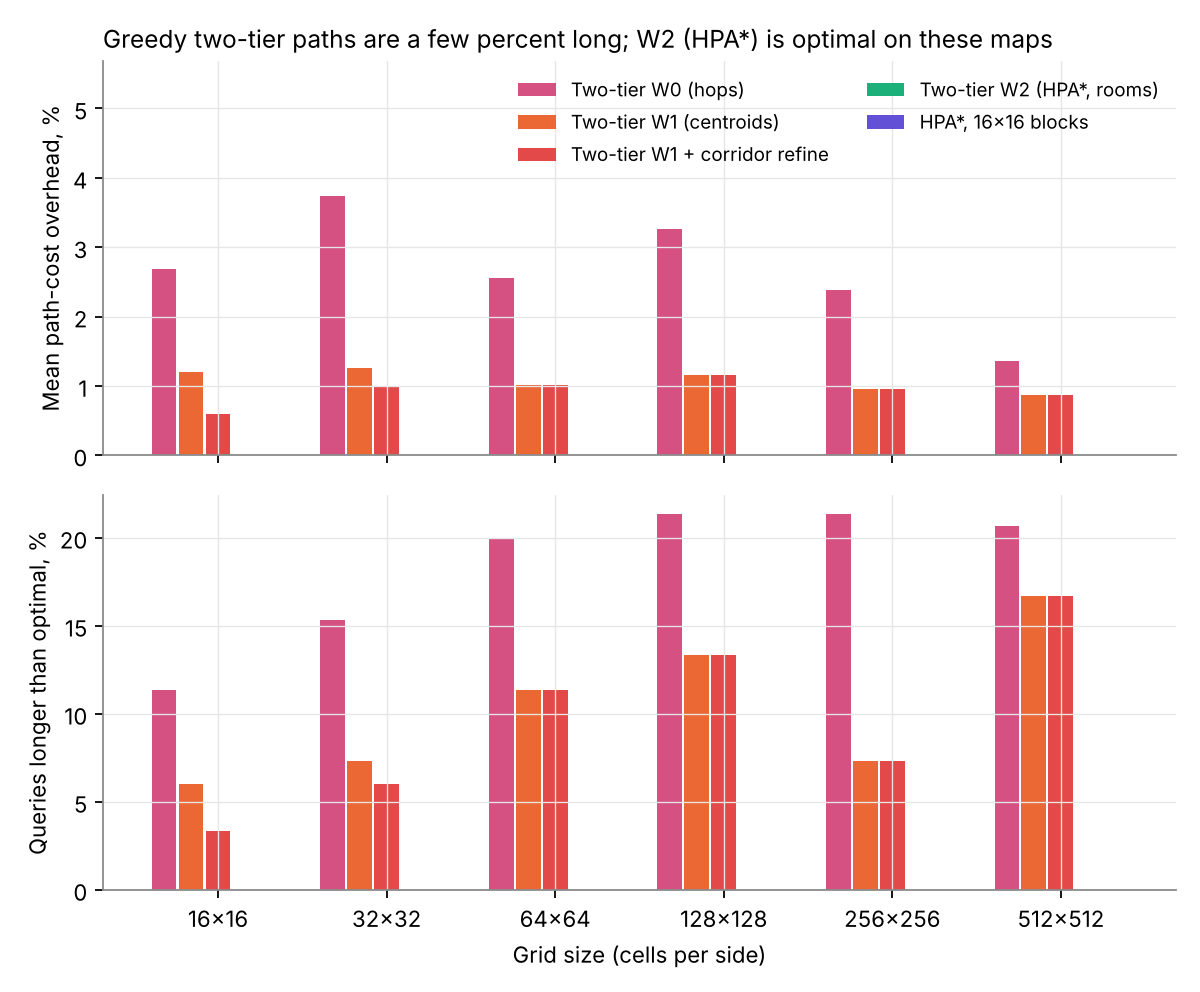 Greedy two-tier paths are a few percent long; W2 (HPA*) is optimal on these maps
Two-tier W0 (hops)
Two-tier W1 (centroids)
Two-tier W1 + corridor refine
Two-tier W2 (HPA*, rooms)
HPA*, 16×16 blocks
Mean path-cost overhead, %
5
4
3
2
1
0
Queries longer than optimal, %
20
15
10
5
0
16×16
32×32
64×64
128×128
256×256
512×512
Grid size (cells per side)